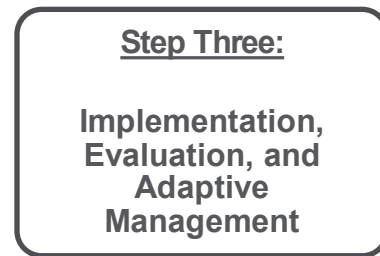 Step Three:
Implementation,
Evaluation, and
Adaptive
Management